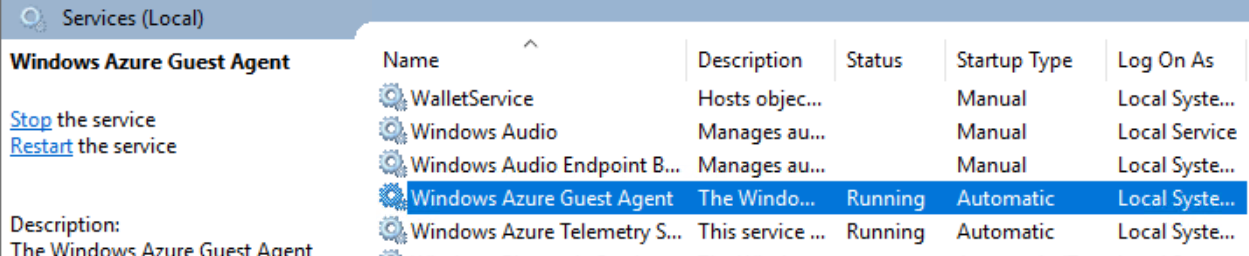 Services (Local)
Windows Azure Guest Agent
Stop the service
Restart the service
Description:
The Windows Azure Guest Agent
Name Description Status Startup Type Log On As
WalletService Hosts objec... Manual Local Syste...
Windows Audio Manages au... Manual Local Service
Windows Audio Endpoint B... Manages au... Manual Local Syste...
Windows Azure Guest Agent The Windo... Running Automatic Local Syste...
Windows Azure Telemetry S... This service ... Running Automatic Local Syste...